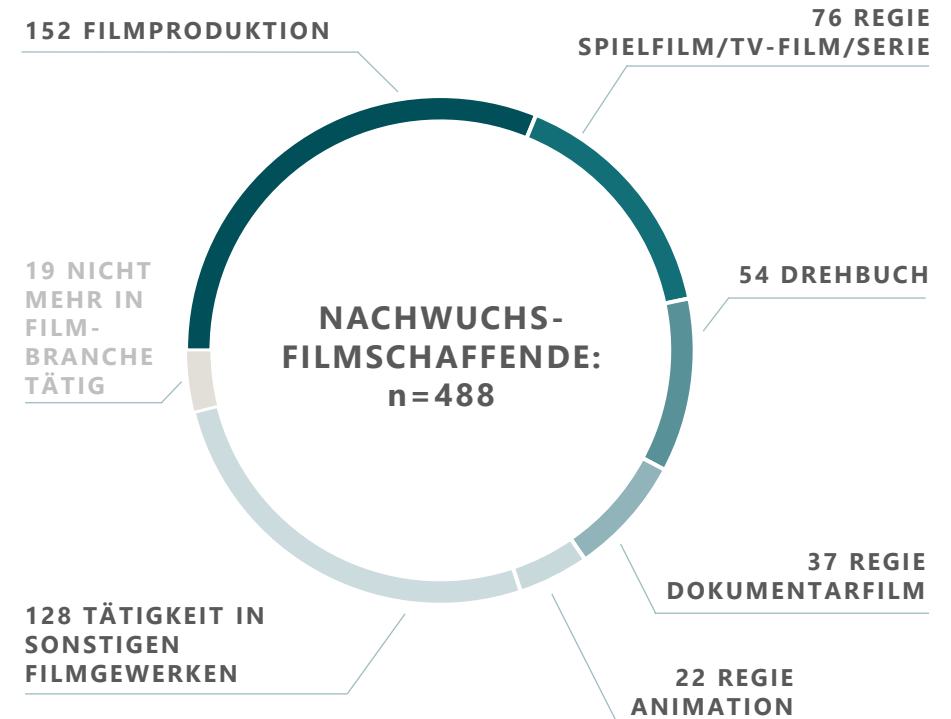 152 FILMPRODUKTION
76 REGIE
SPIELFILM/TV-FILM/SERIE
19 NICHT
MEHR IN
FILM-
BRANCHE
TÄTIG
NACHWUCHS-
FILMSCHAFFENDE:
n=488
54 DREHBUCH
37 REGIE
DOKUMENTARFILM
128 TÄTIGKEIT IN
SONSTIGEN
FILMGEWERKEN
22 REGIE
ANIMATION